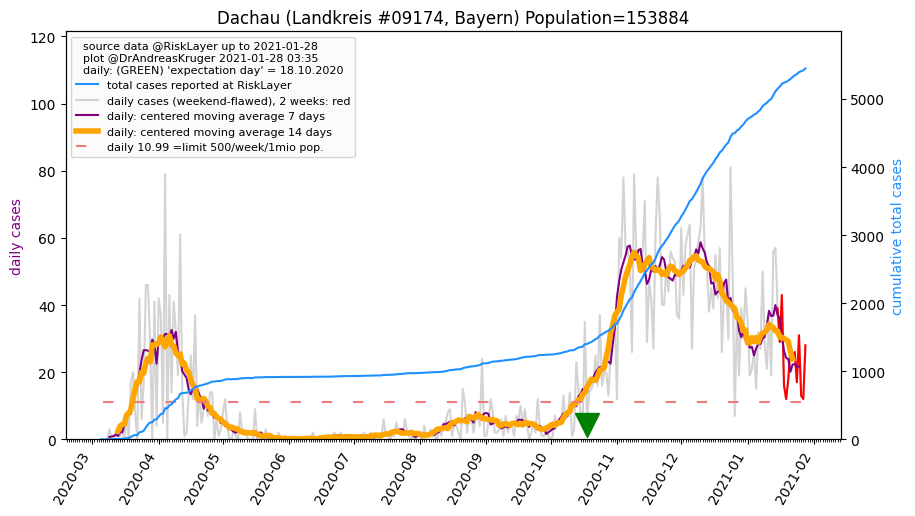 Dachau (Landkreis #09174, Bayern) Population=153884
source data @RiskLayer up to 2021-01-28
plot @DrAndreasKruger 2021-01-28 03:35
daily: (GREEN) 'expectation day' = 18.10.2020
total cases reported at RiskLayer
daily cases (weekend-flawed), 2 weeks: red
daily: centered moving average 7 days
daily: centered moving average 14 days
daily 10.99 =limit 500/week/1mio pop.
daily cases
120
100
80
60
40
20
0
cumulative total cases
5000
4000
3000
2000
1000
0
2020-03
2020-04
2020-05
2020-06
2020-07
2020-08
2020-09
2020-10
2020-11
2020-12
2021-01
2021-02